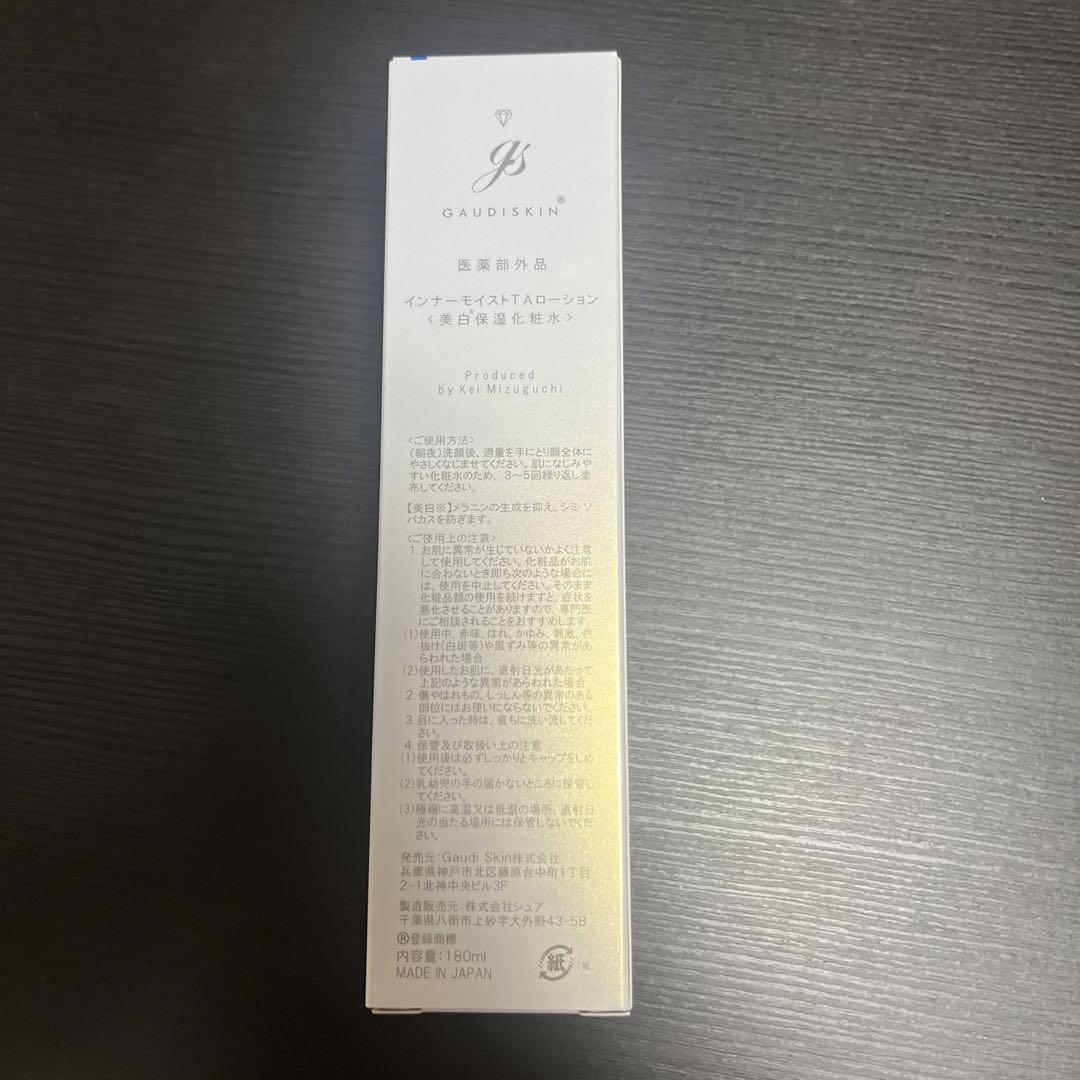 gs
GAUDISKIN®
医薬部外品
インナーモイストTAローション
＜美白※保湿化粧水＞
Produced
by Kei Mizuguchi
＜ご使用方法＞
（朝夜）洗顔後、適量を手にとり顔全体に
やさしくなじませてください。肌になじみや
すい化粧水のため、3～5回繰り返し塗
布してください。
【美白※】メラニンの生成を抑え、シミ・ソ
バカスを防ぎます。
＜ご使用上の注意＞
1. お肌に異常が生じていないかよく注意
して使用してください。化粧品がお肌
に合わないとき即ち次のような場合に
は、使用を中止してください。そのまま
化粧品類の使用を続けますと、症状を
悪化させることがありますので、専門医
にご相談されることをおすすめします。
(1)使用中、赤味、はれ、かゆみ、刺激、色
抜け(白斑等)や黒ずみ等の異常があ
らわれた場合
(2)使用したお肌に、直射日光があたって
上記のような異常があらわれた場合
2. 傷やはれもの、しっしん等の異常のある
部位にはお使いにならないでください。
3. 目に入った時は、直ちに洗い流してくだ
さい。
4. 保管及び取扱い上の注意
(1)使用後は必ずしっかりとキャップをしめ
てください。
(2)乳幼児の手の届かないところに保管し
てください。
(3)極端に高温又は低温の場所、直射日
光の当たる場所には保管しないでくだ
さい。
発売元：Gaudi Skin株式会社
兵庫県神戸市北区藤原台中町1丁目
2-1北神中央ビル3F
製造販売元：株式会社シュア
千葉県八街市上砂字大外野43-58
®登録商標
内容量：180ml
MADE IN JAPAN
紙